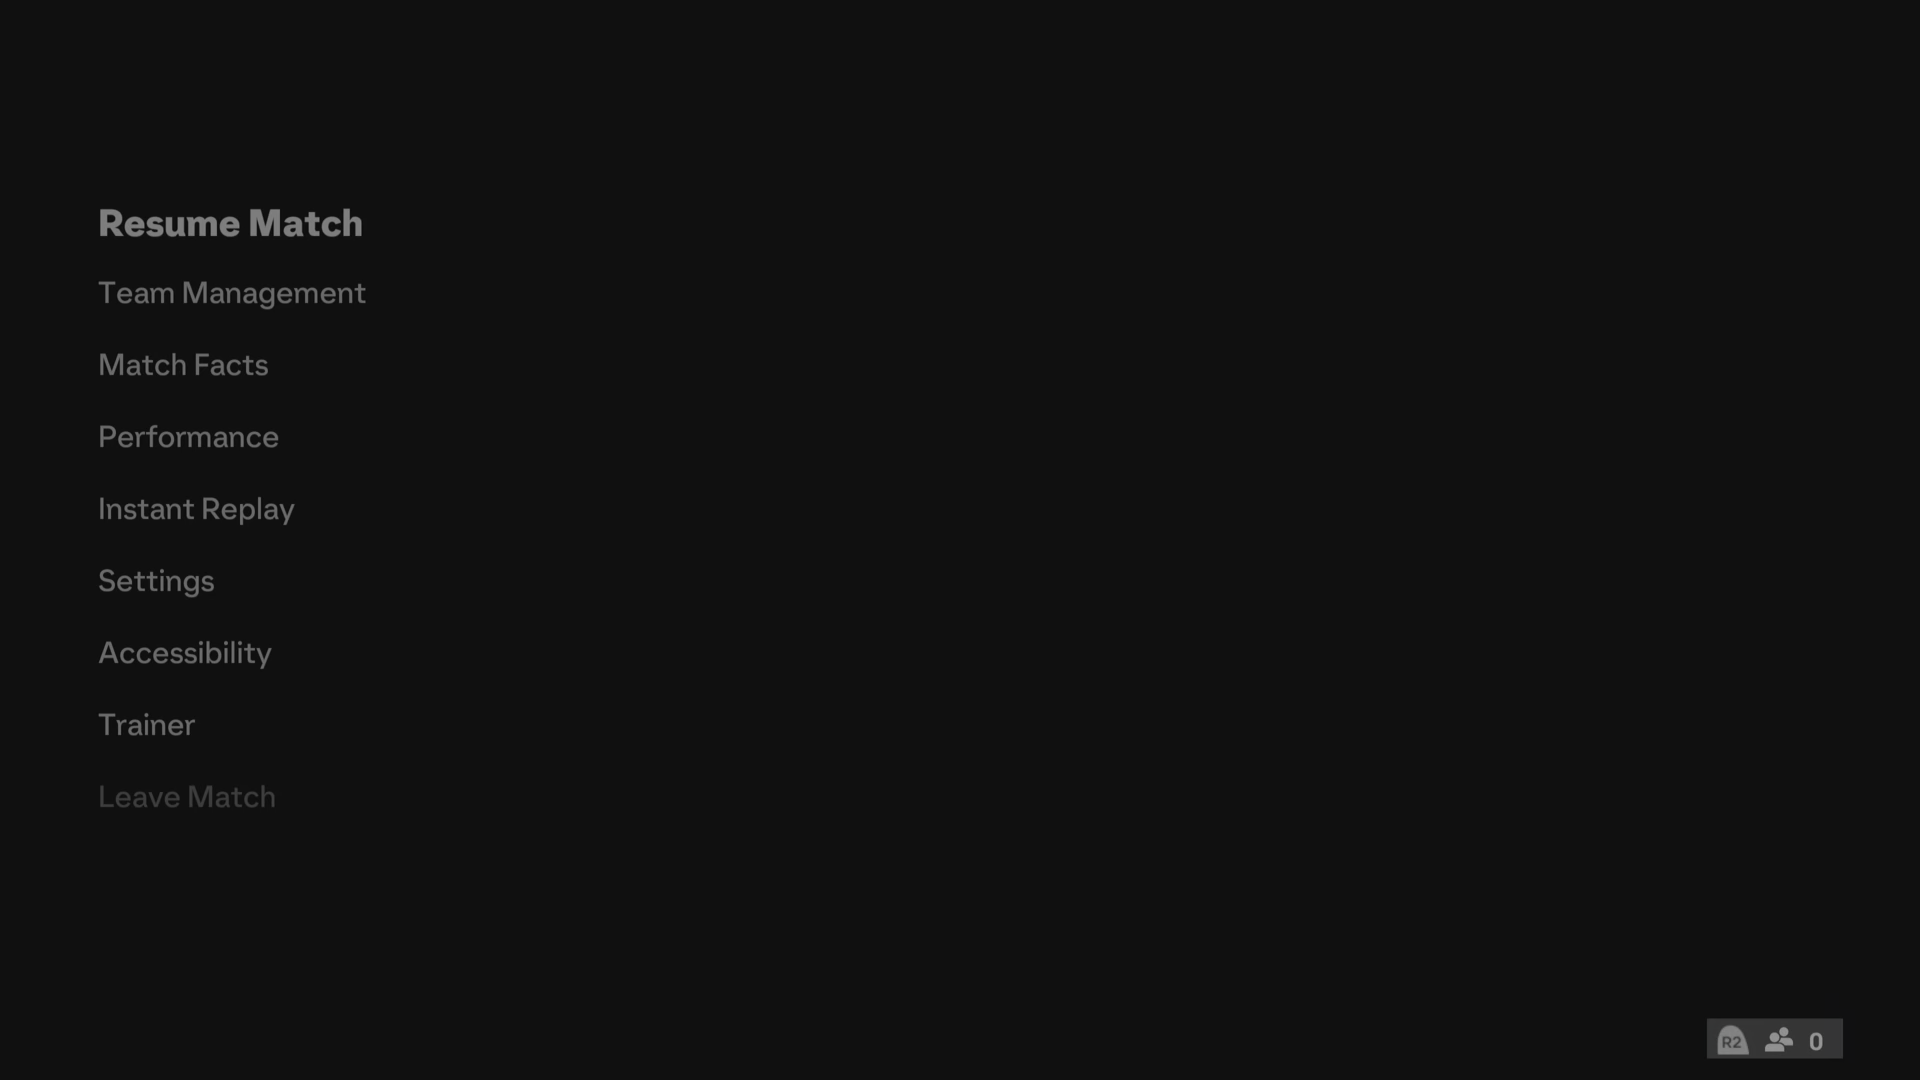 Resume Match
Team Management
Match Facts
Performance
Instant Replay
Settings
Accessibility
Trainer
Leave Match
R2 0